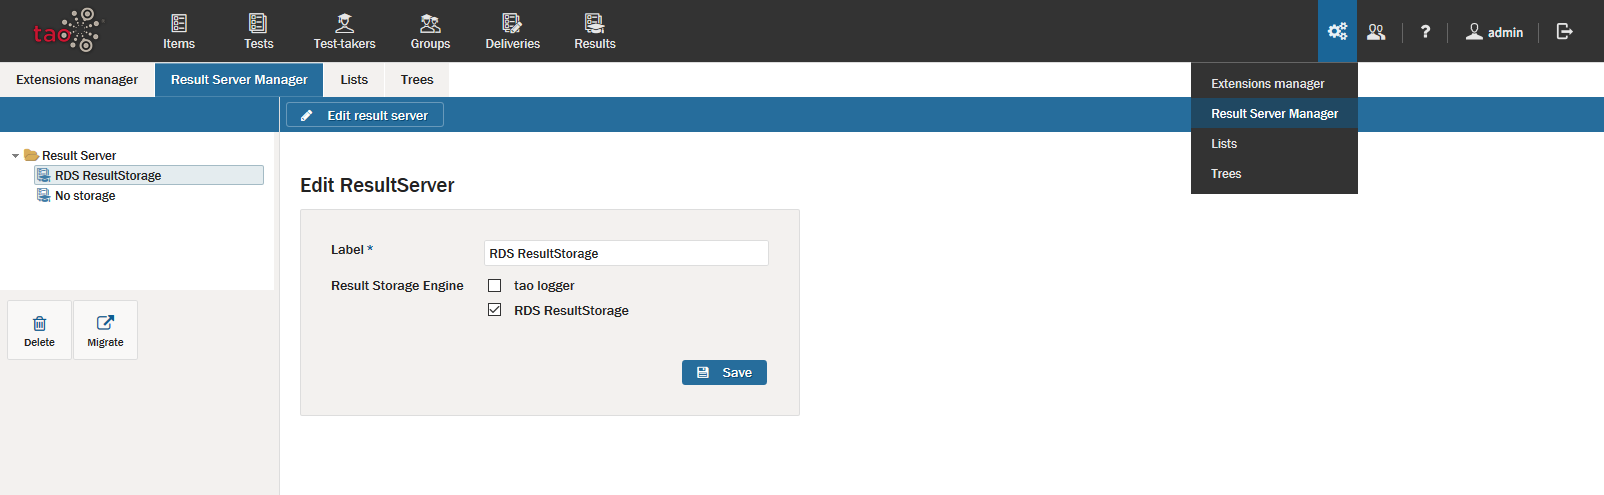 tao
Items
Tests
Test-takers
Groups
Deliveries
Results
?
admin
Extensions manager
Result Server Manager
Lists
Trees
Extensions manager
Result Server Manager
Lists
Trees
Edit result server
Result Server
RDS ResultStorage
No storage
Delete
Migrate
Edit ResultServer
Label *
RDS ResultStorage
Result Storage Engine
tao logger
RDS ResultStorage
Save